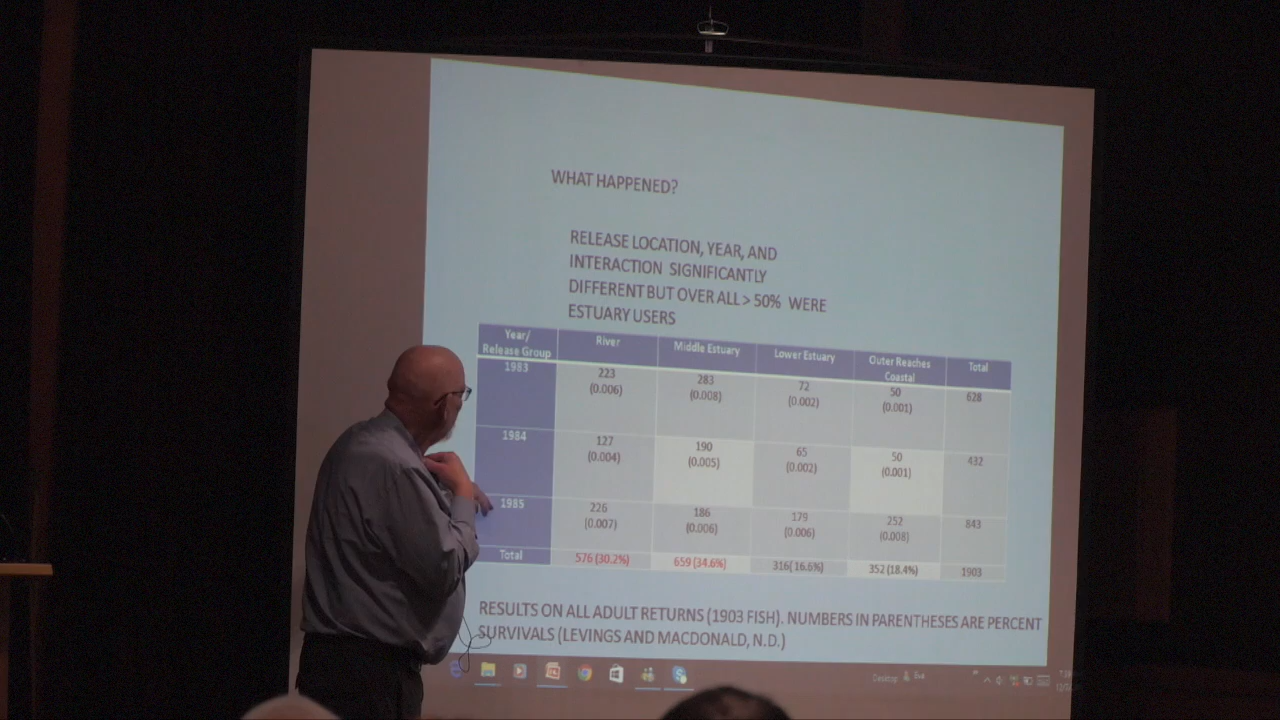 WHAT HAPPENED?
RELEASE LOCATION, YEAR, AND
INTERACTION SIGNIFICANTLY
DIFFERENT BUT OVER ALL > 50% WERE
ESTUARY USERS
Year/
Release Group
River
Middle Estuary
Lower Estuary
Outer Reaches
Coastal
Total
1983
223
(0.006)
283
(0.008)
72
(0.002)
50
(0.001)
628
1984
127
(0.004)
190
(0.005)
65
(0.002)
50
(0.001)
432
1985
226
(0.007)
186
(0.006)
179
(0.006)
252
(0.008)
843
Total
576 (30.2%)
659 (34.6%)
316( 16.6%)
352 (18.4%)
1903
RESULTS ON ALL ADULT RETURNS (1903 FISH). NUMBERS IN PARENTHESES ARE PERCENT
SURVIVALS (LEVINGS AND MACDONALD, N.D.)
Desktop